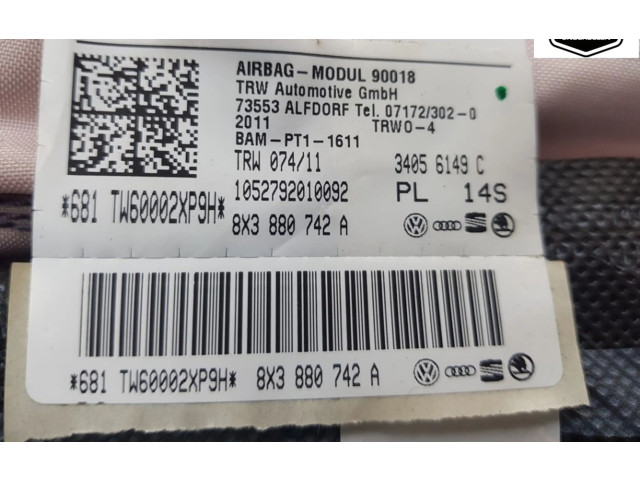 AIRBAG-MODUL 90018
TRW Automotive GmbH
73553 ALFDORF Tel. 07172/302-0
2011 TRWO-4
BAM-PT1-1611
TRW 074/11 3405 6149 C
1052792010092 PL 14S
*681 TW60002XP9H* 8X3 880 742 A
*681 TW60002XP9H* 8X3 880 742 A